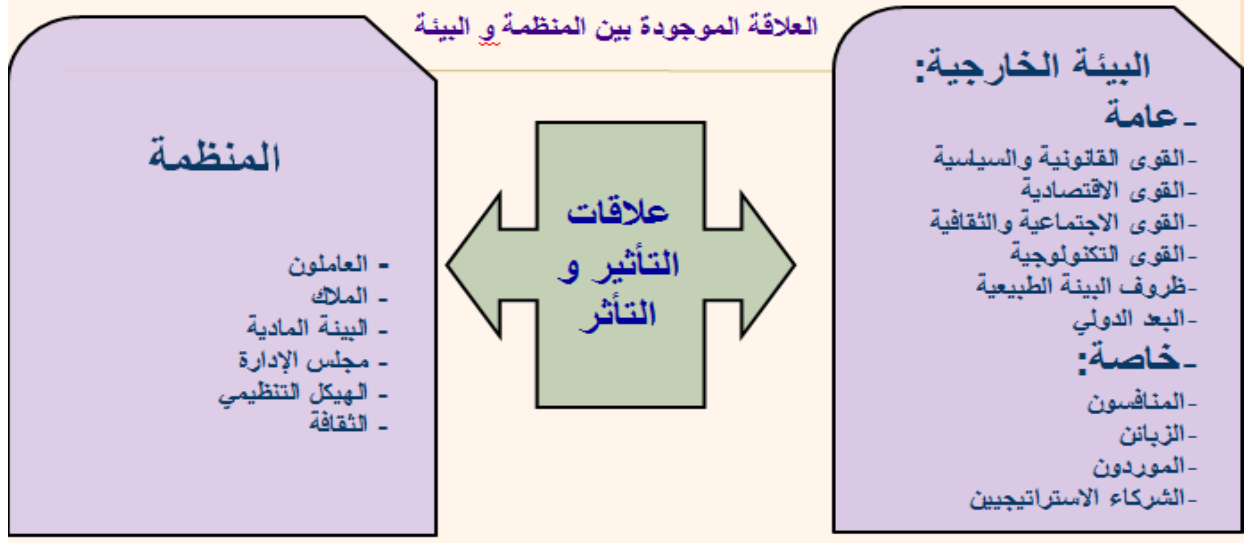 العلاقة الموجودة بين المنظمة و البيئة
البيئة الخارجية:
-عامة
-القوى القانونية والسياسية
-القوى الاقتصادية
-القوى الاجتماعية والثقافية
-القوى التكنولوجية
-ظروف البيئة الطبيعية
-البعد الدولي
-خاصة:
-المنافسون
-الزبائن
-الموردون
-الشركاء الاستراتيجيين
علاقات
التأثير و
التأثر
المنظمة
- العاملون
- الملاك
- البيئة المادية
- مجلس الإدارة
- الهيكل التنظيمي
- الثقافة